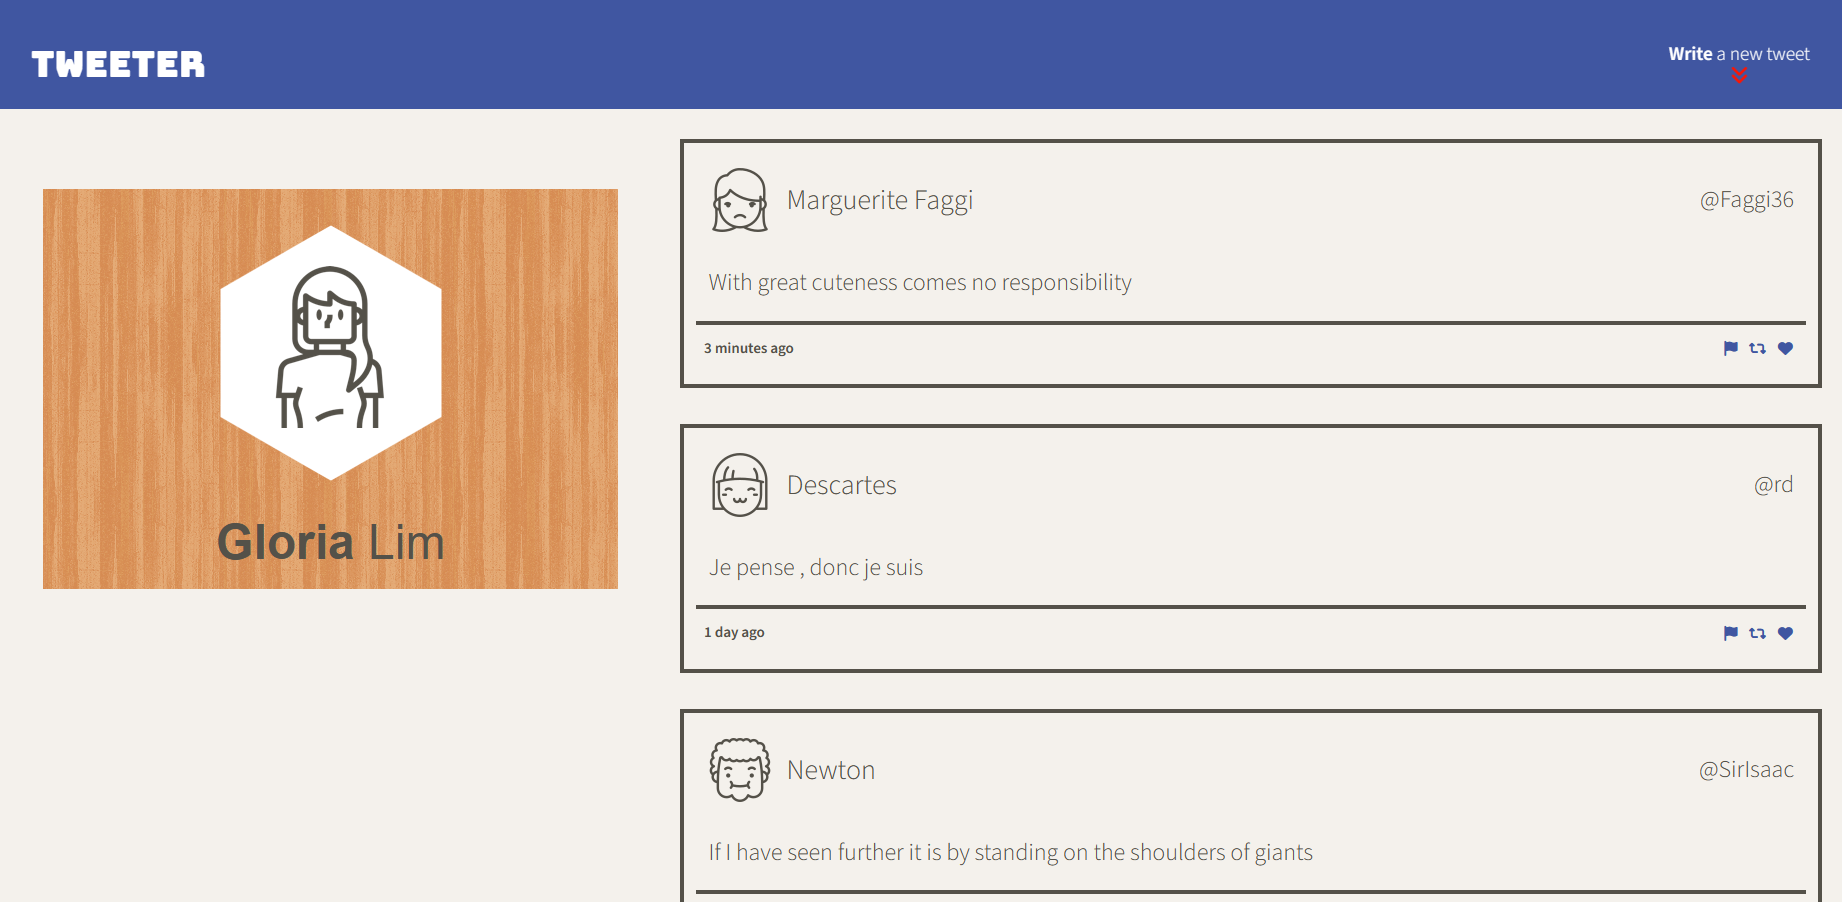 TWEETER
Write a new tweet
Gloria Lim
Marguerite Faggi
@Faggi36
With great cuteness comes no responsibility
3 minutes ago
Descartes
@rd
Je pense , donc je suis
1 day ago
Newton
@SirIsaac
If I have seen further it is by standing on the shoulders of giants